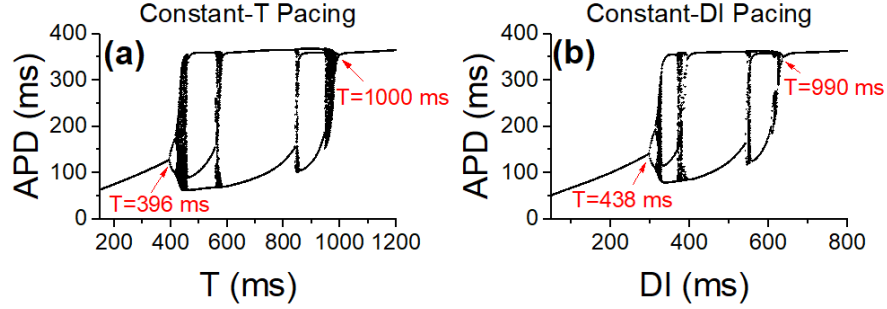 Constant-T Pacing
(a)
APD (ms)
400
300
200
100
0
T=1000 ms
T=396 ms
200 400 600 800 1000 1200
T (ms)
Constant-DI Pacing
(b)
APD (ms)
400
300
200
100
0
T=990 ms
T=438 ms
200 400 600 800
DI (ms)